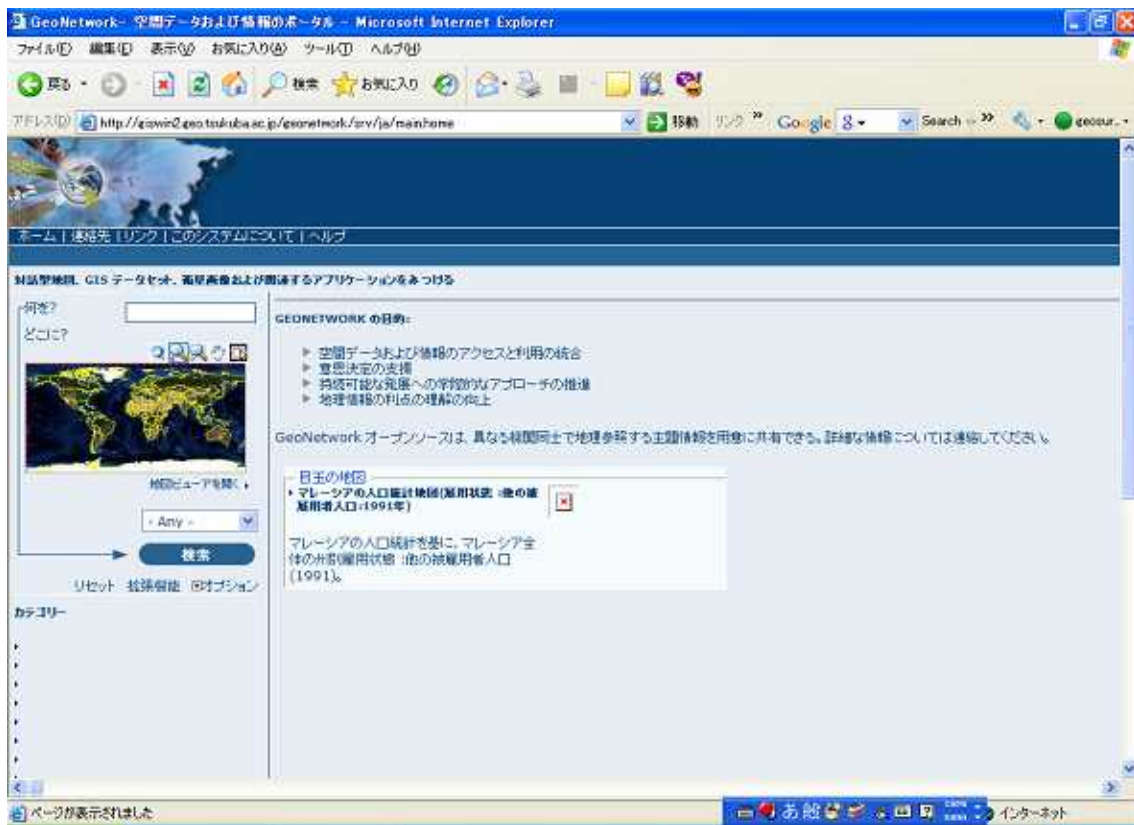 GeoNetwork- 空間データおよび情報のポータル - Microsoft Internet Explorer
ファイル(F) 編集(E) 表示(V) お気に入り(A) ツール(T) ヘルプ(H)
戻る 検索 お気に入り
アドレス(D) http://giswin2.geo.tsukuba.ac.jp/geonetwork/srv/ja/main.home 移動 リンク » Google Search »
ホーム | 連絡先 | リンク | このシステムについて | ヘルプ
対話型地図、GIS データセット、衛星画像および関連するアプリケーションをみつける
何を?
どこに?
地図ビューアを開く
- Any -
検索
リセット 拡張機能 オプション
カテゴリー
GEONETWORK の目的:
空間データおよび情報のアクセスと利用の統合
意思決定の支援
持続可能な発展への学際的なアプローチの推進
地理情報の利点の理解の向上
GeoNetwork オープンソースは、異なる機関同士で地理参照する主題情報を用意に共有できる。詳細な情報については連絡してください。
目玉の地図
マレーシアの人口統計地図(雇用状態 :他の被
雇用者人口:1991年)
マレーシアの人口統計を基に、マレーシア全
体の州別雇用状態 :他の被雇用者人口
(1991)。
ページが表示されました
あ 般
インターネット